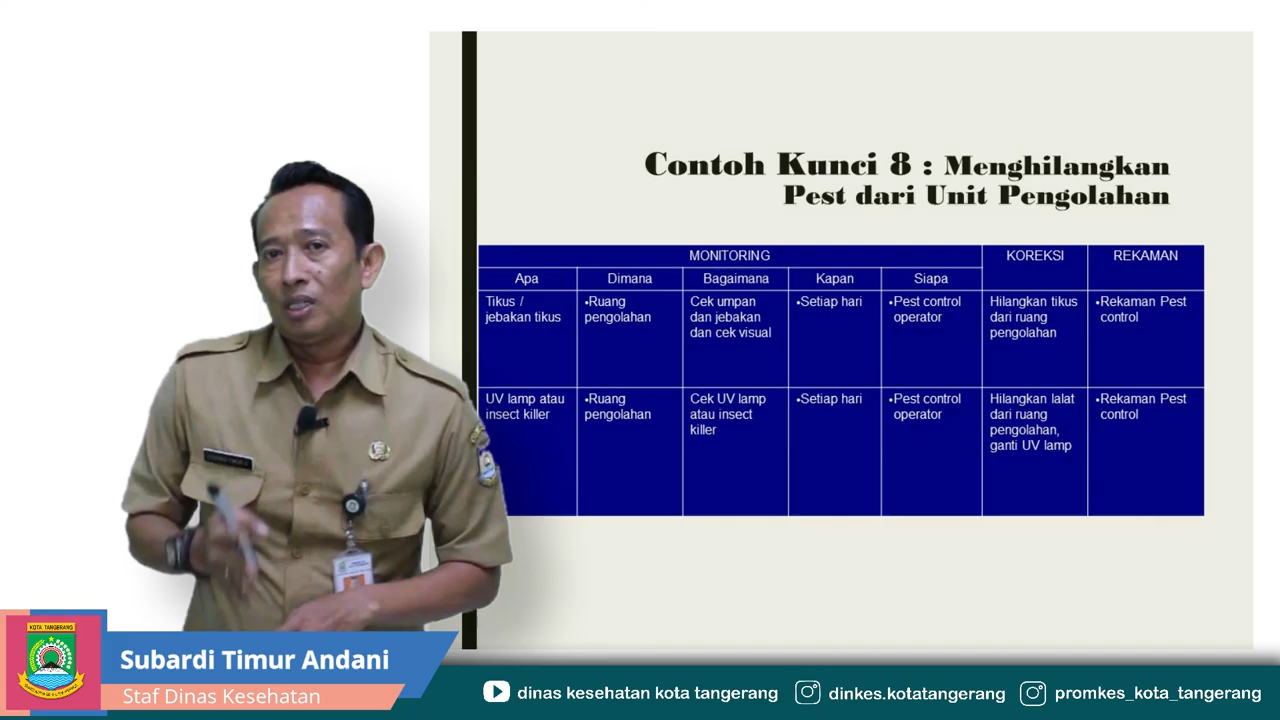 Contoh Kunci 8 : Menghilangkan
Pest dari Unit Pengolahan
MONITORING
KOREKSI
REKAMAN
Apa
Dimana
Bagaimana
Kapan
Siapa
Tikus /
jebakan tikus
•Ruang
pengolahan
Cek umpan
dan jebakan
dan cek visual
•Setiap hari
•Pest control
operator
Hilangkan tikus
dari ruang
pengolahan
•Rekaman Pest
control
UV lamp atau
insect killer
•Ruang
pengolahan
Cek UV lamp
atau insect
killer
•Setiap hari
•Pest control
operator
Hilangkan lalat
dari ruang
pengolahan,
ganti UV lamp
•Rekaman Pest
control
KOTA TANGERANG
Subardi Timur Andani
Staf Dinas Kesehatan
dinas kesehatan kota tangerang
dinkes.kotatangerang
promkes_kota_tangerang